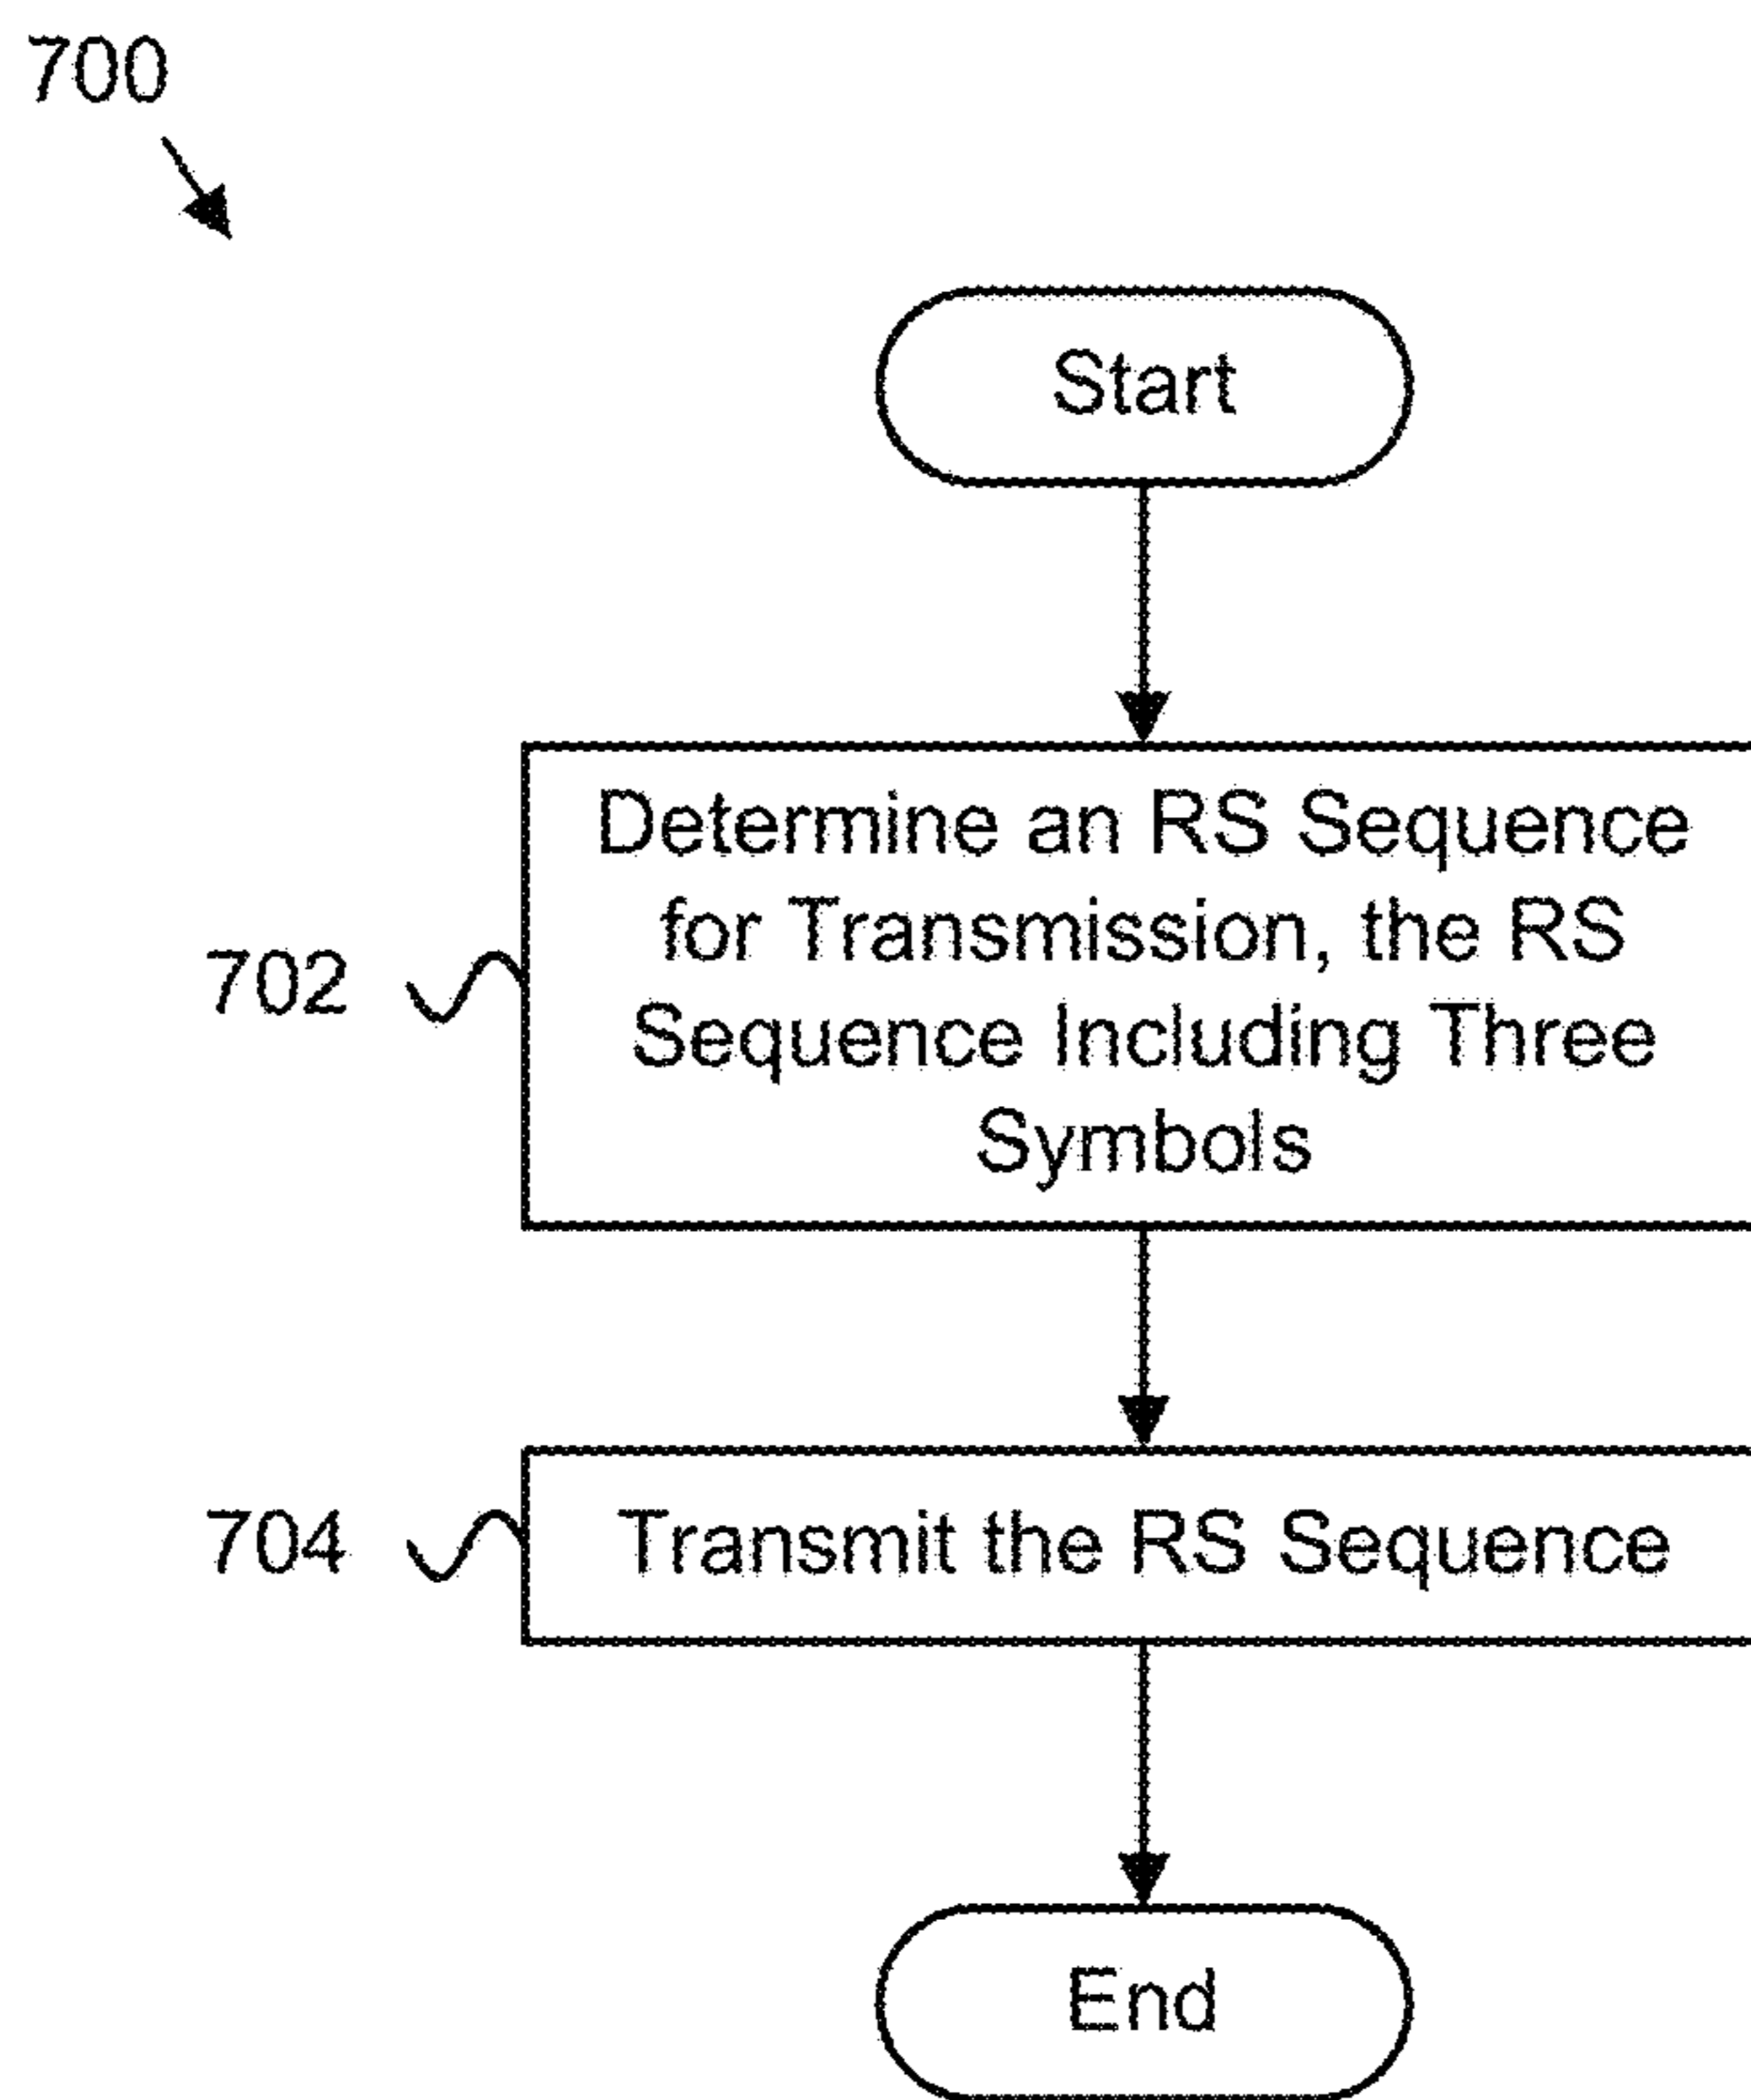 700
Start
702
Determine an RS Sequence
for Transmission, the RS
Sequence Including Three
Symbols
704
Transmit the RS Sequence
End